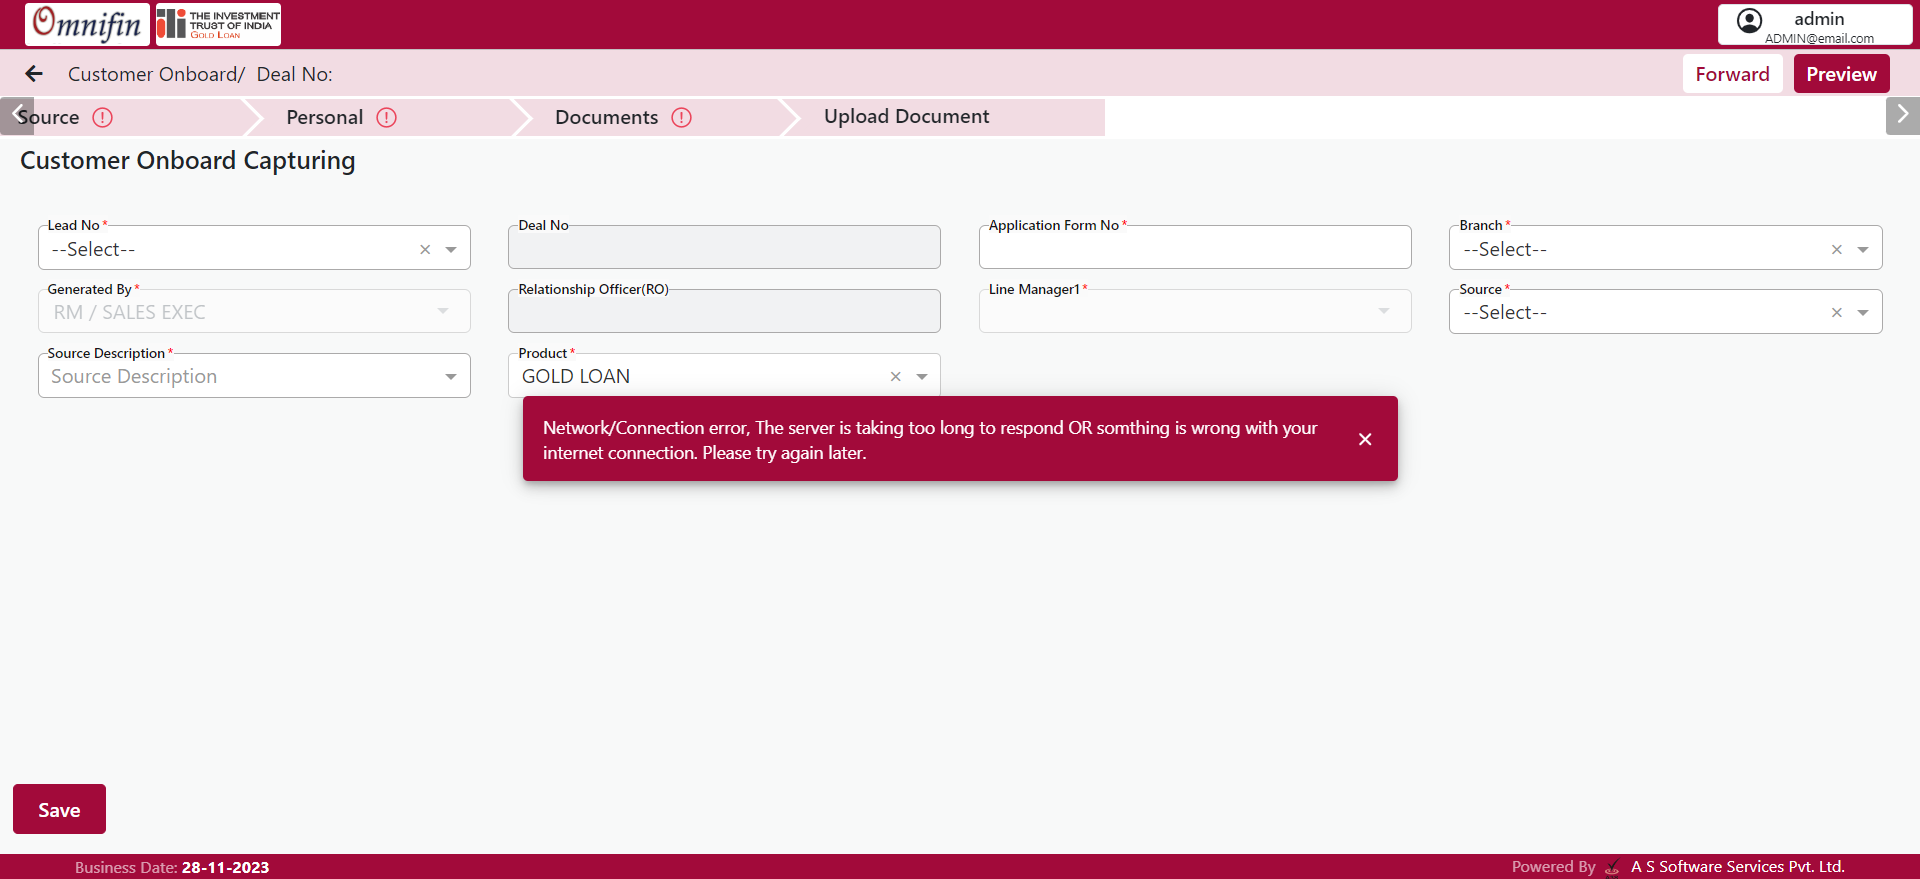 Omnifin
THE INVESTMENT
TRUST OF INDIA
GOLD LOAN
admin
ADMIN@email.com
Customer Onboard/ Deal No:
Forward
Preview
Source
Personal
Documents
Upload Document
Customer Onboard Capturing
Lead No*
--Select--
Deal No
Application Form No*
Branch*
--Select--
Generated By*
RM / SALES EXEC
Relationship Officer(RO)
Line Manager1*
Source*
--Select--
Source Description*
Source Description
Product*
GOLD LOAN
Network/Connection error, The server is taking too long to respond OR somthing is wrong with your
internet connection. Please try again later.
Save
Business Date: 28-11-2023
Powered By A S Software Services Pvt. Ltd.